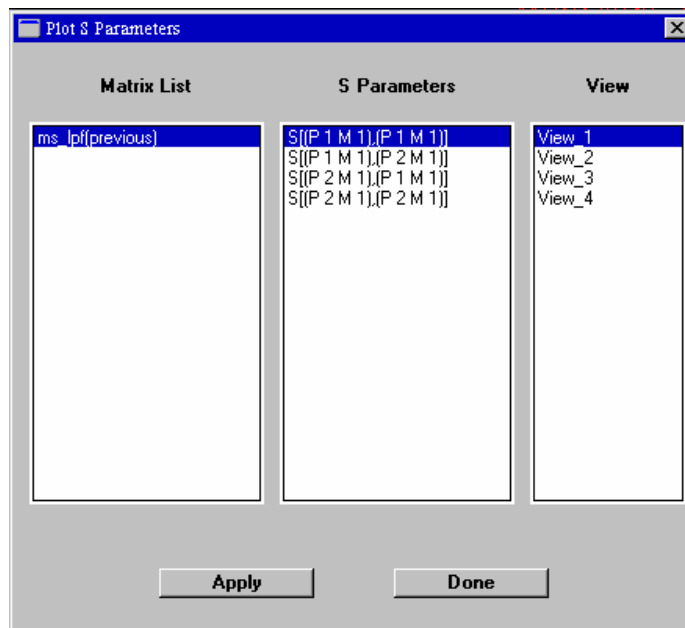 Plot S Parameters
Matrix List
S Parameters
View
ms_lpf(previous)
S[(P 1 M 1),(P 1 M 1)]
S[(P 1 M 1),(P 2 M 1)]
S[(P 2 M 1),(P 1 M 1)]
S[(P 2 M 1),(P 2 M 1)]
View_1
View_2
View_3
View_4
Apply
Done